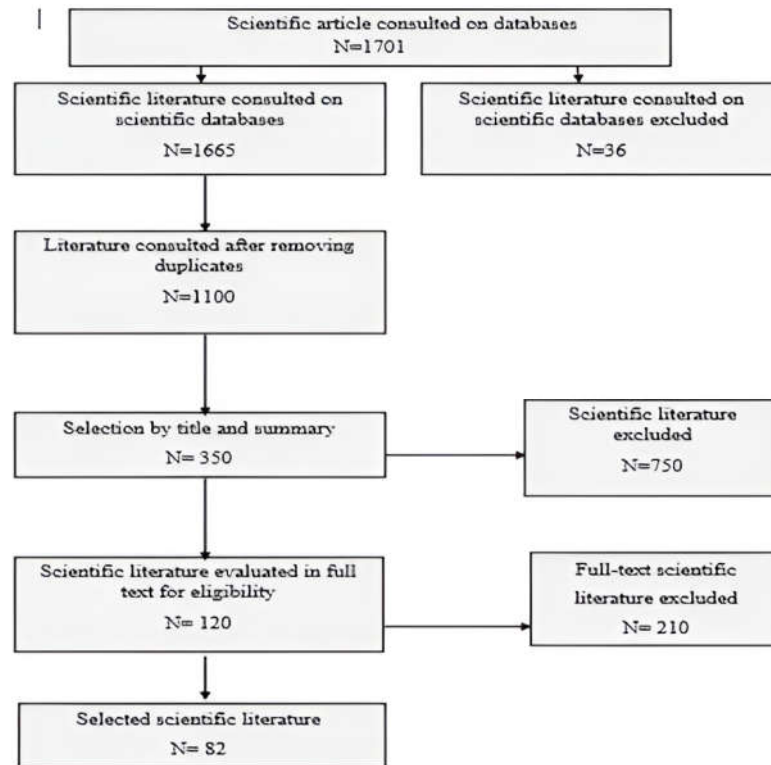 Scientific article consulted on databases
N=1701
Scientific literature consulted on
scientific databases
N=1665
Scientific literature consulted on
scientific databases excluded
N=36
Literature consulted after removing
duplicates
N=1100
Selection by title and summary
N= 350
Scientific literature
excluded
N=750
Scientific literature evaluated in full
text for eligibility
N= 120
Full-text scientific
literature excluded
N= 210
Selected scientific literature
N= 82